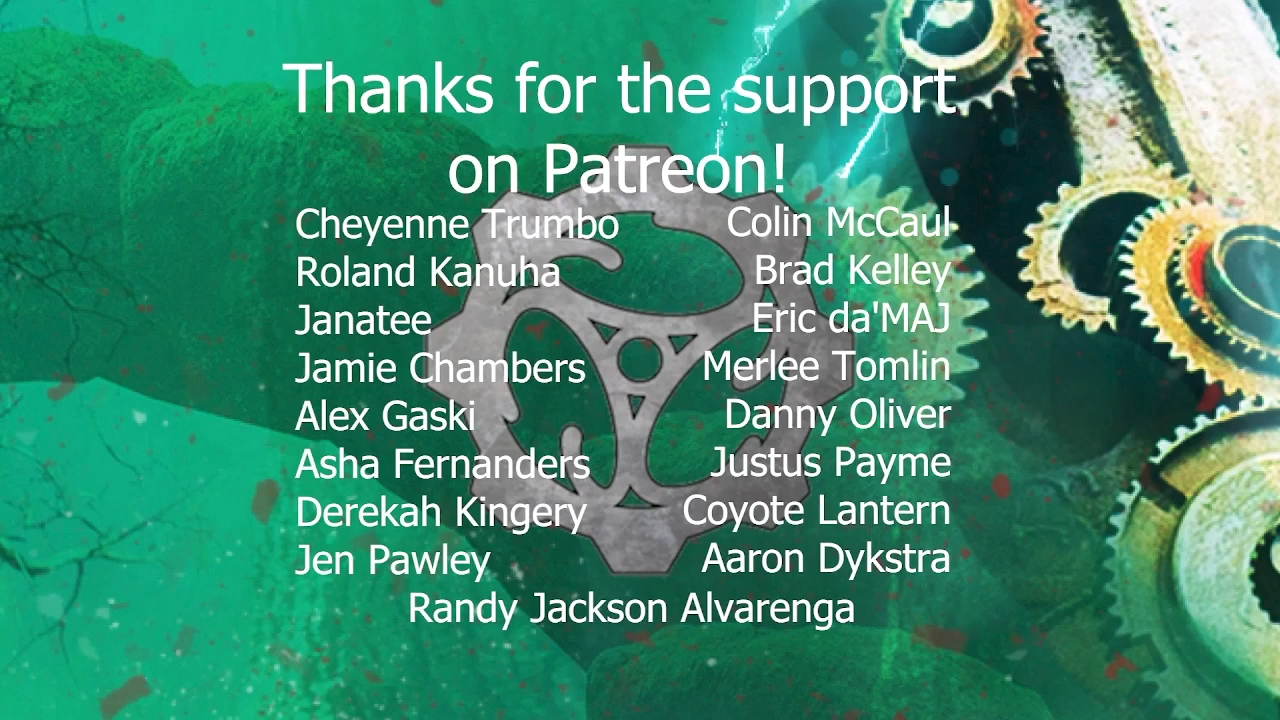 Thanks for the support
on Patreon!
Cheyenne Trumbo
Roland Kanuha
Janatee
Jamie Chambers
Alex Gaski
Asha Fernanders
Derekah Kingery
Jen Pawley
Colin McCaul
Brad Kelley
Eric da'MAJ
Merlee Tomlin
Danny Oliver
Justus Payme
Coyote Lantern
Aaron Dykstra
Randy Jackson Alvarenga